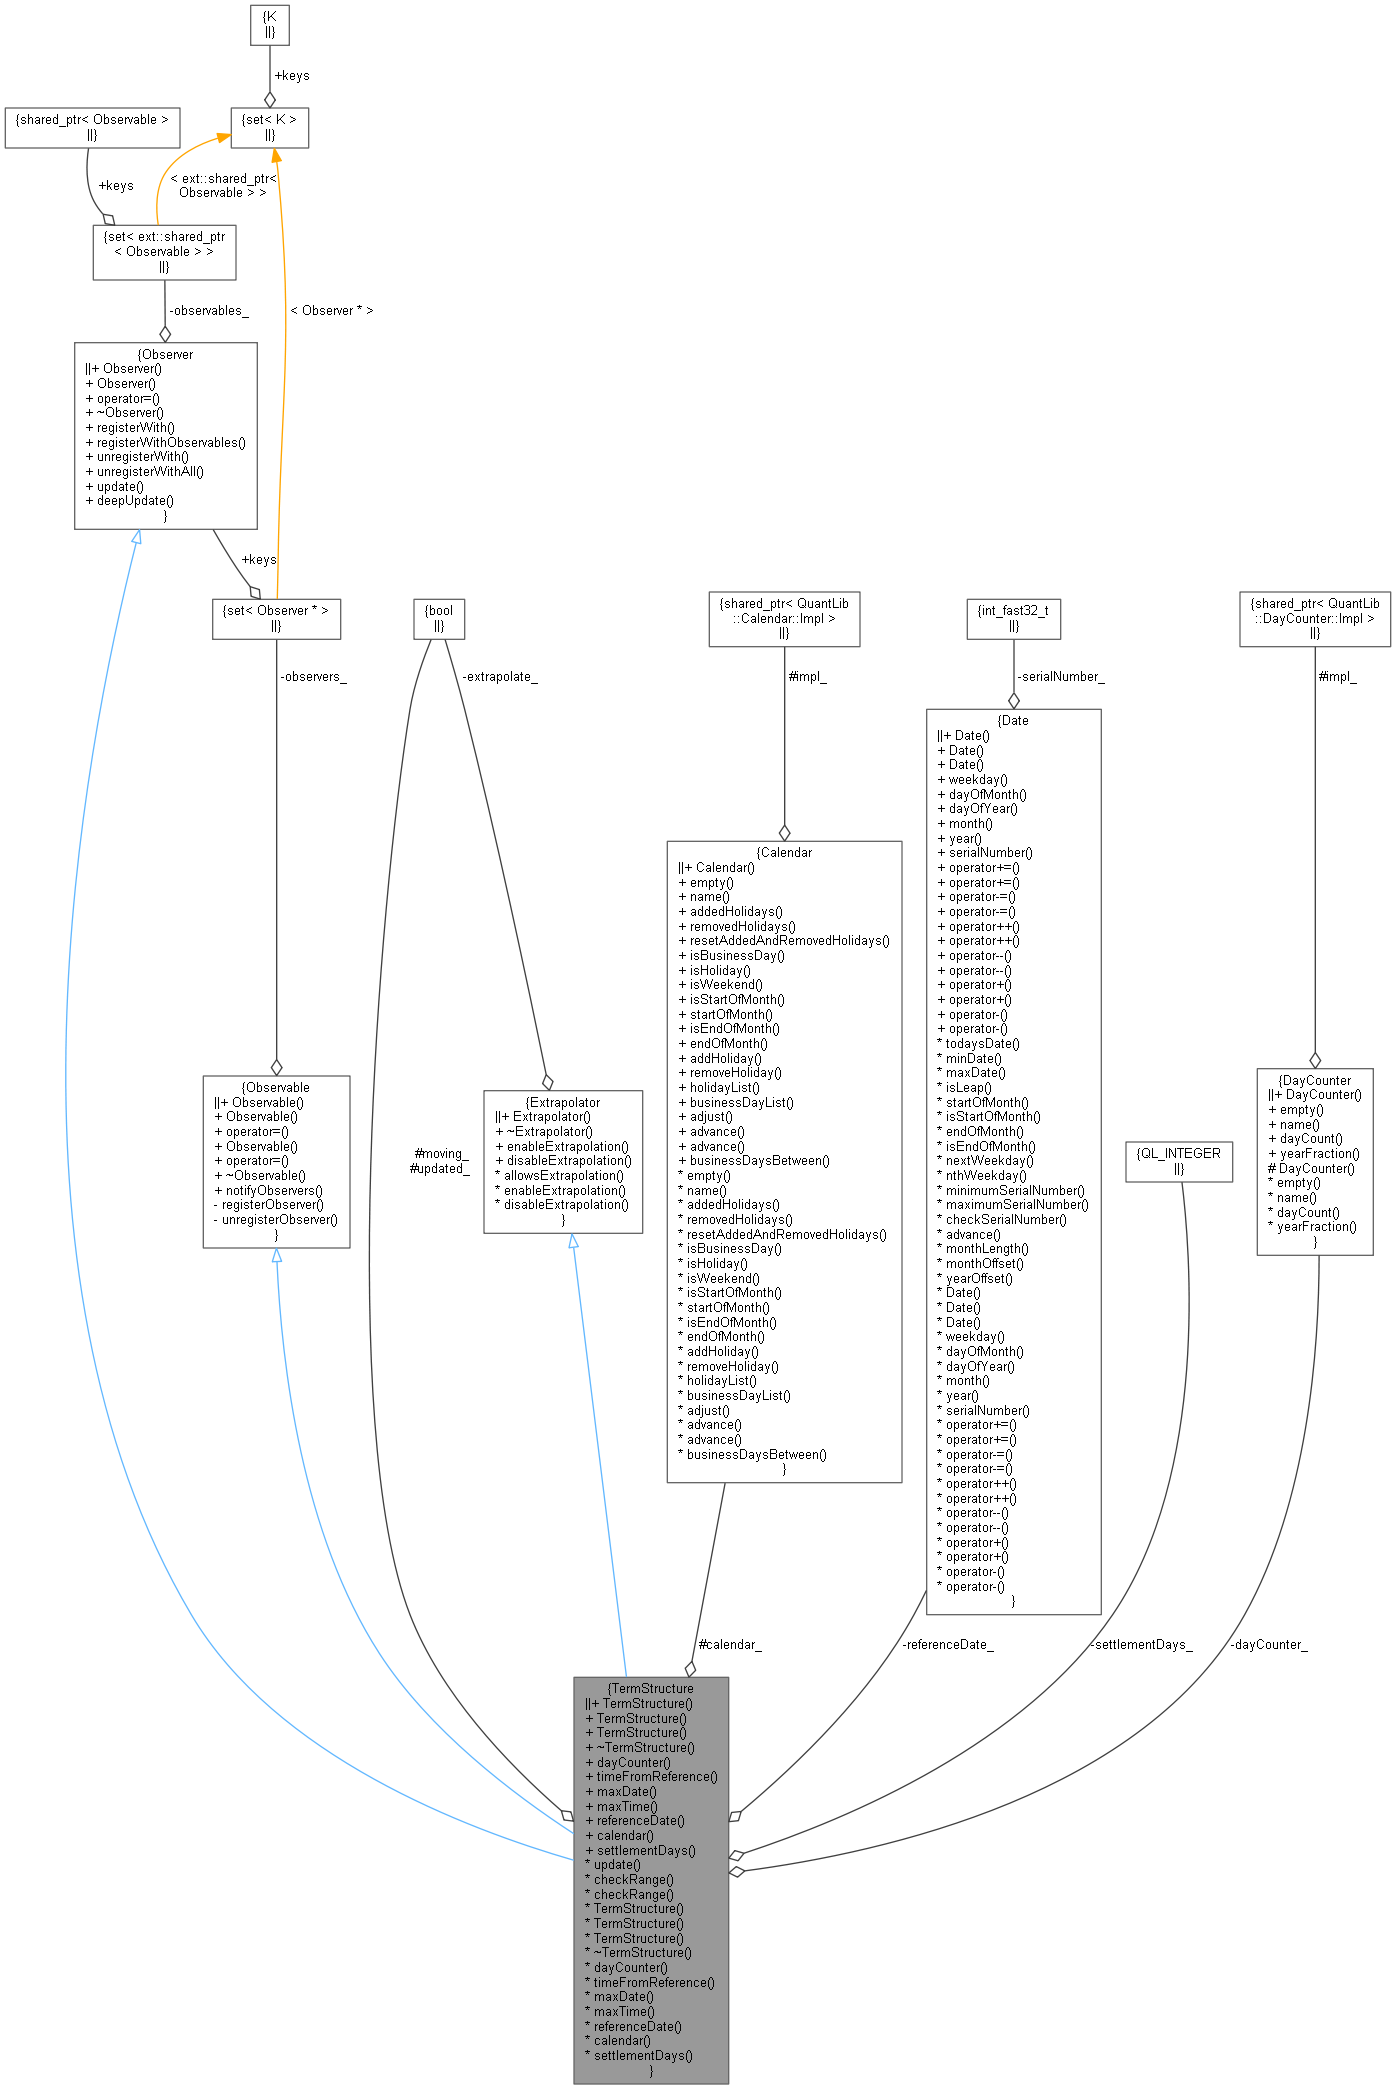 {K
||}
+keys
{shared_ptr< Observable >
||}
{set< K >
||}
+keys
< ext::shared_ptr<
Observable > >
{set< ext::shared_ptr
< Observable > >
||}
-observables_
< Observer * >
{Observer
||+ Observer()
+ Observer()
+ operator=()
+ ~Observer()
+ registerWith()
+ registerWithObservables()
+ unregisterWith()
+ unregisterWithAll()
+ update()
+ deepUpdate()
}
+keys
{set< Observer * >
||}
{bool
||}
{shared_ptr< QuantLib
::Calendar::Impl >
||}
{int_fast32_t
||}
{shared_ptr< QuantLib
::DayCounter::Impl >
||}
-observers_
-extrapolate_
#impl_
-serialNumber_
#impl_
{Observable
||+ Observable()
+ Observable()
+ operator=()
+ Observable()
+ operator=()
+ ~Observable()
+ notifyObservers()
- registerObserver()
- unregisterObserver()
}
#moving_
#updated_
{Extrapolator
||+ Extrapolator()
+ ~Extrapolator()
+ enableExtrapolation()
+ disableExtrapolation()
* allowsExtrapolation()
* enableExtrapolation()
* disableExtrapolation()
}
{Calendar
||+ Calendar()
+ empty()
+ name()
+ addedHolidays()
+ removedHolidays()
+ resetAddedAndRemovedHolidays()
+ isBusinessDay()
+ isHoliday()
+ isWeekend()
+ isStartOfMonth()
+ startOfMonth()
+ isEndOfMonth()
+ endOfMonth()
+ addHoliday()
+ removeHoliday()
+ holidayList()
+ businessDayList()
+ adjust()
+ advance()
+ advance()
+ businessDaysBetween()
* empty()
* name()
* addedHolidays()
* removedHolidays()
* resetAddedAndRemovedHolidays()
* isBusinessDay()
* isHoliday()
* isWeekend()
* isStartOfMonth()
* startOfMonth()
* isEndOfMonth()
* endOfMonth()
* addHoliday()
* removeHoliday()
* holidayList()
* businessDayList()
* adjust()
* advance()
* advance()
* businessDaysBetween()
}
{Date
||+ Date()
+ Date()
+ Date()
+ weekday()
+ dayOfMonth()
+ dayOfYear()
+ month()
+ year()
+ serialNumber()
+ operator+=()
+ operator+=()
+ operator-=()
+ operator-=()
+ operator++()
+ operator++()
+ operator--()
+ operator--()
+ operator+()
+ operator+()
+ operator-()
+ operator-()
* todaysDate()
* minDate()
* maxDate()
* isLeap()
* startOfMonth()
* isStartOfMonth()
* endOfMonth()
* isEndOfMonth()
* nextWeekday()
* nthWeekday()
* minimumSerialNumber()
* maximumSerialNumber()
* checkSerialNumber()
* advance()
* monthLength()
* monthOffset()
* yearOffset()
* Date()
* Date()
* Date()
* weekday()
* dayOfMonth()
* dayOfYear()
* month()
* year()
* serialNumber()
* operator+=()
* operator+=()
* operator-=()
* operator-=()
* operator++()
* operator++()
* operator--()
* operator--()
* operator+()
* operator+()
* operator-()
* operator-()
}
{QL_INTEGER
||}
{DayCounter
||+ DayCounter()
+ empty()
+ name()
+ dayCount()
+ yearFraction()
# DayCounter()
* empty()
* name()
* dayCount()
* yearFraction()
}
#calendar_
-referenceDate_
-settlementDays_
-dayCounter_
{TermStructure
||+ TermStructure()
+ TermStructure()
+ TermStructure()
+ ~TermStructure()
+ dayCounter()
+ timeFromReference()
+ maxDate()
+ maxTime()
+ referenceDate()
+ calendar()
+ settlementDays()
* update()
* checkRange()
* checkRange()
* TermStructure()
* TermStructure()
* TermStructure()
* ~TermStructure()
* dayCounter()
* timeFromReference()
* maxDate()
* maxTime()
* referenceDate()
* calendar()
* settlementDays()
}